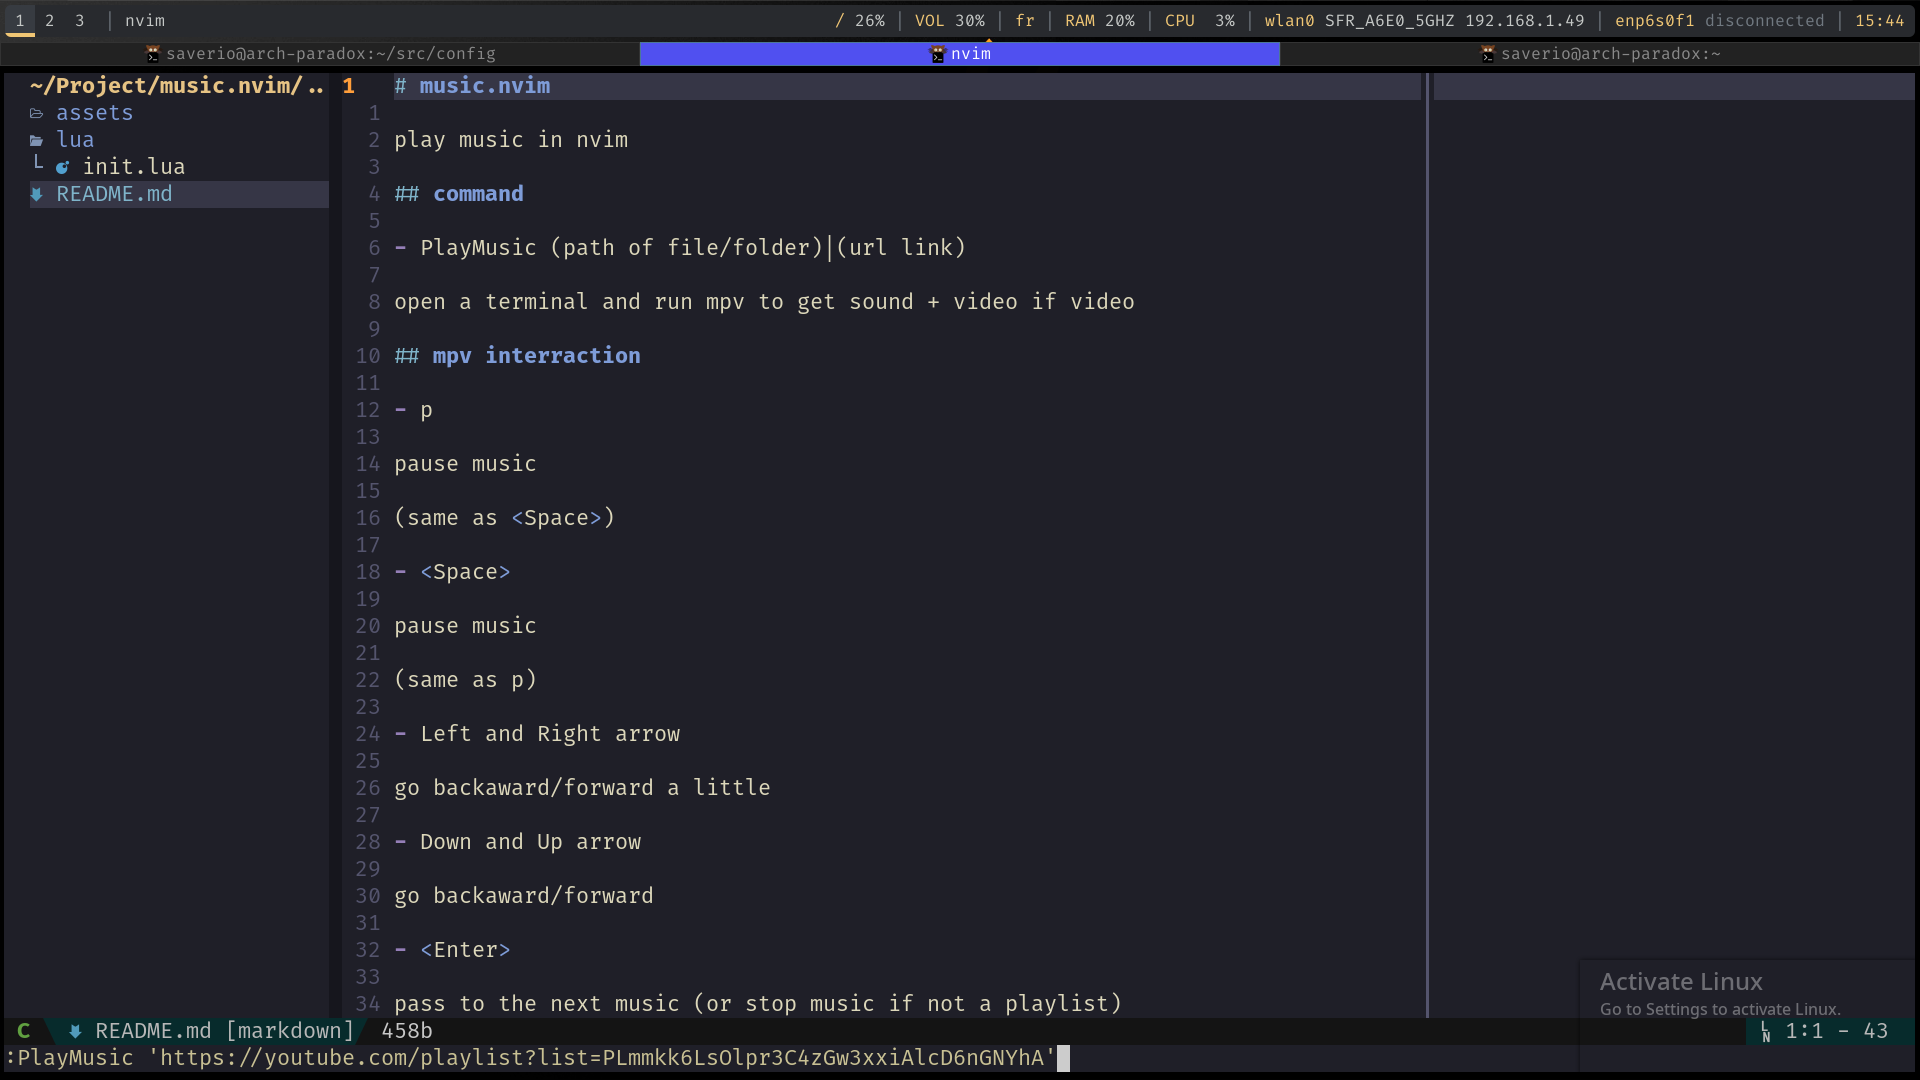 1 2 3 | nvim / 26% | VOL 30% | fr | RAM 20% | CPU 3% | wlan0 SFR_A6E0_5GHZ 192.168.1.49 | enp6s0f1 disconnected | 15:44
saverio@arch-paradox:~/src/config nvim saverio@arch-paradox:~
~/Project/music.nvim/..
assets
lua
└ init.lua
README.md
1 # music.nvim
1
2 play music in nvim
3
4 ## command
5
6 - PlayMusic (path of file/folder)|(url link)
7
8 open a terminal and run mpv to get sound + video if video
9
10 ## mpv interraction
11
12 - p
13
14 pause music
15
16 (same as <Space>)
17
18 - <Space>
19
20 pause music
21
22 (same as p)
23
24 - Left and Right arrow
25
26 go backaward/forward a little
27
28 - Down and Up arrow
29
30 go backaward/forward
31
32 - <Enter>
33
34 pass to the next music (or stop music if not a playlist)
Activate Linux
Go to Settings to activate Linux.
C README.md [markdown] 458b LN 1:1 - 43
:PlayMusic 'https://youtube.com/playlist?list=PLmmkk6LsOlpr3C4zGw3xxiAlcD6nGNYhA'